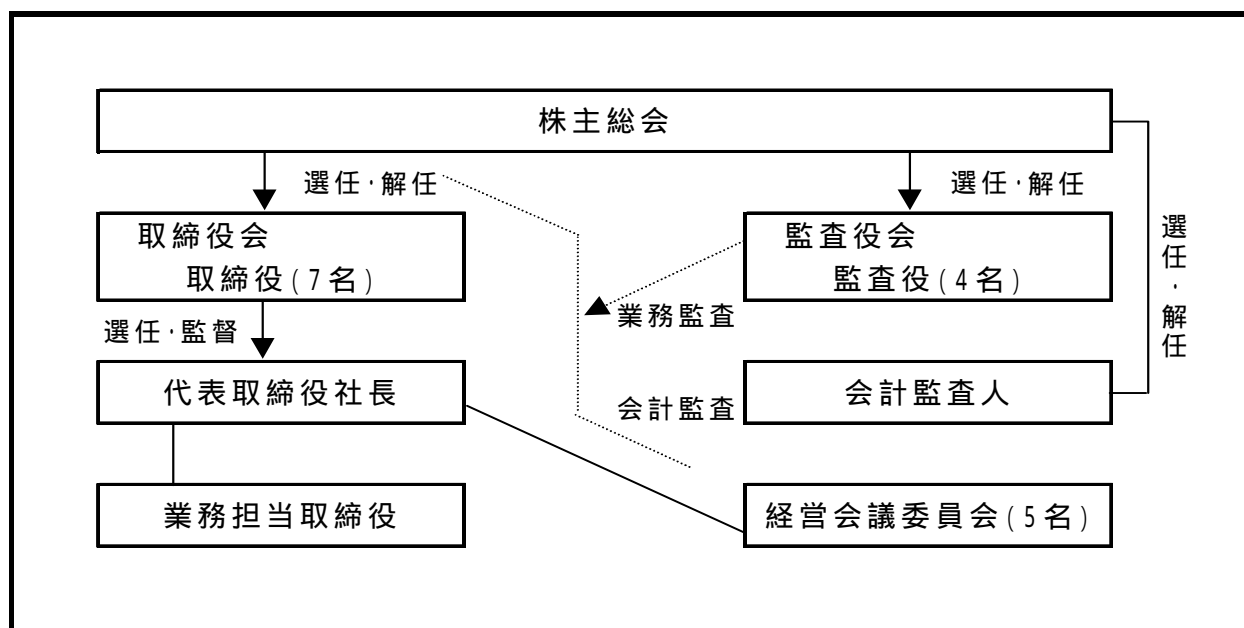 株主総会
選任・解任
選任・解任
取締役会
取締役(7名)
監査役会
監査役(4名)
選任・解任
業務監査
選任・監督
代表取締役社長
会計監査
会計監査人
業務担当取締役
経営会議委員会(5名)